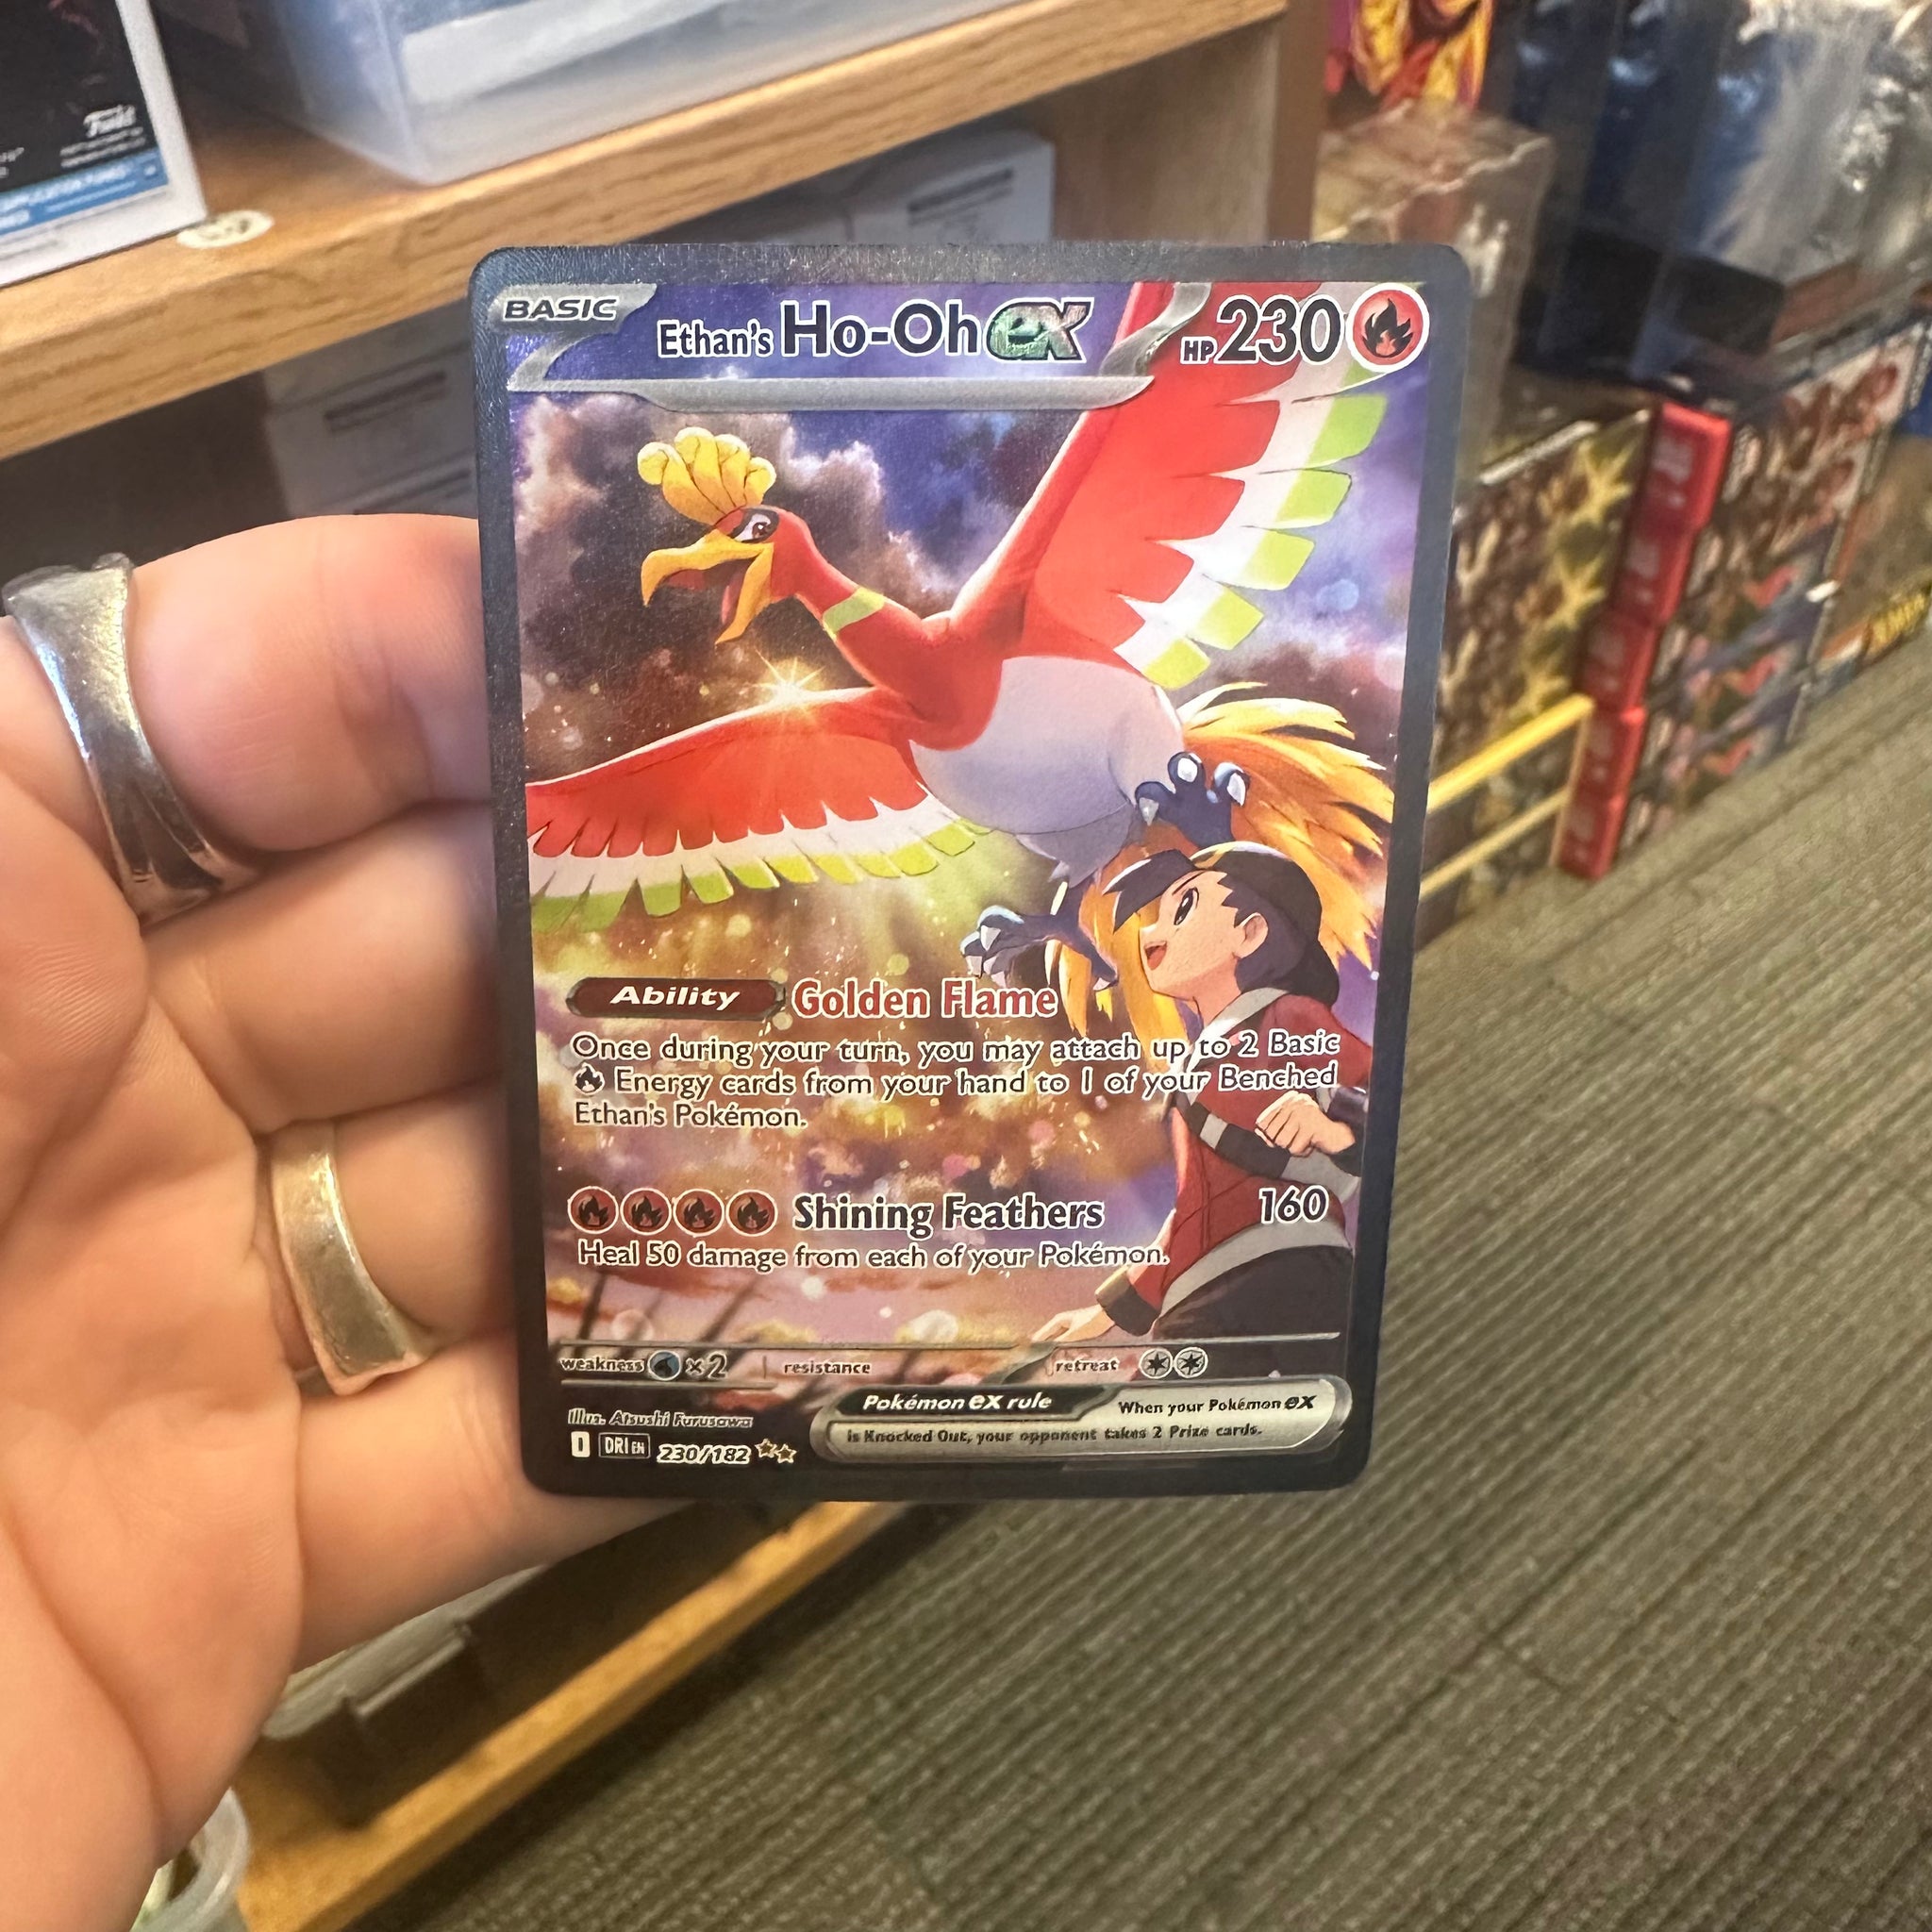 Funko
BASIC
Ethan's Ho-Oh ex HP 230
Ability Golden Flame
Once during your turn, you may attach up to 2 Basic
Energy cards from your hand to 1 of your Benched
Ethan's Pokémon.
Shining Feathers 160
Heal 50 damage from each of your Pokémon.
weakness ×2 resistance retreat
Pokémon ex rule When your Pokémon ex
is Knocked Out, your opponent takes 2 Prize cards.
Illus. Atsushi Furusawa
DRI EN 230/182